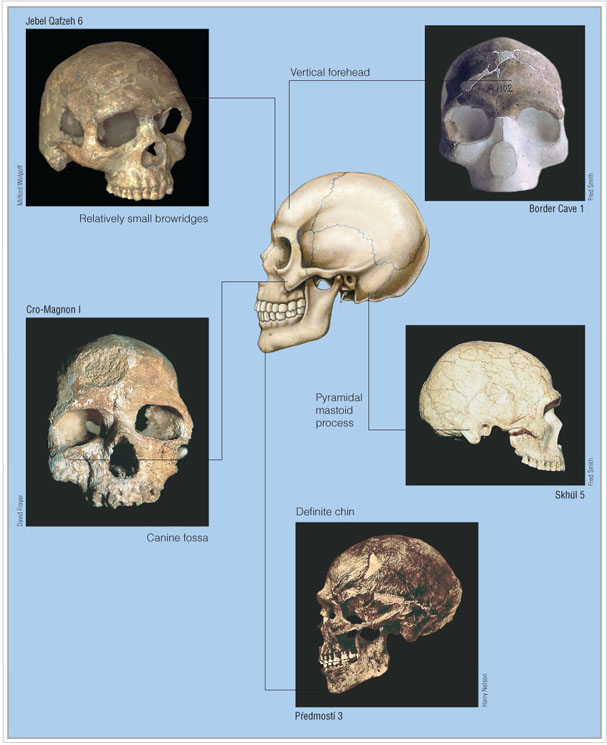 Jebel Qafzeh 6
Milford Wolpoff
Relatively small browridges
Vertical forehead
A1102
Fred Smith
Border Cave 1
Cro-Magnon I
David Frayer
Canine fossa
Pyramidal
mastoid
process
Fred Smith
Skhūl 5
Definite chin
Harry Nelson
Předmostí 3